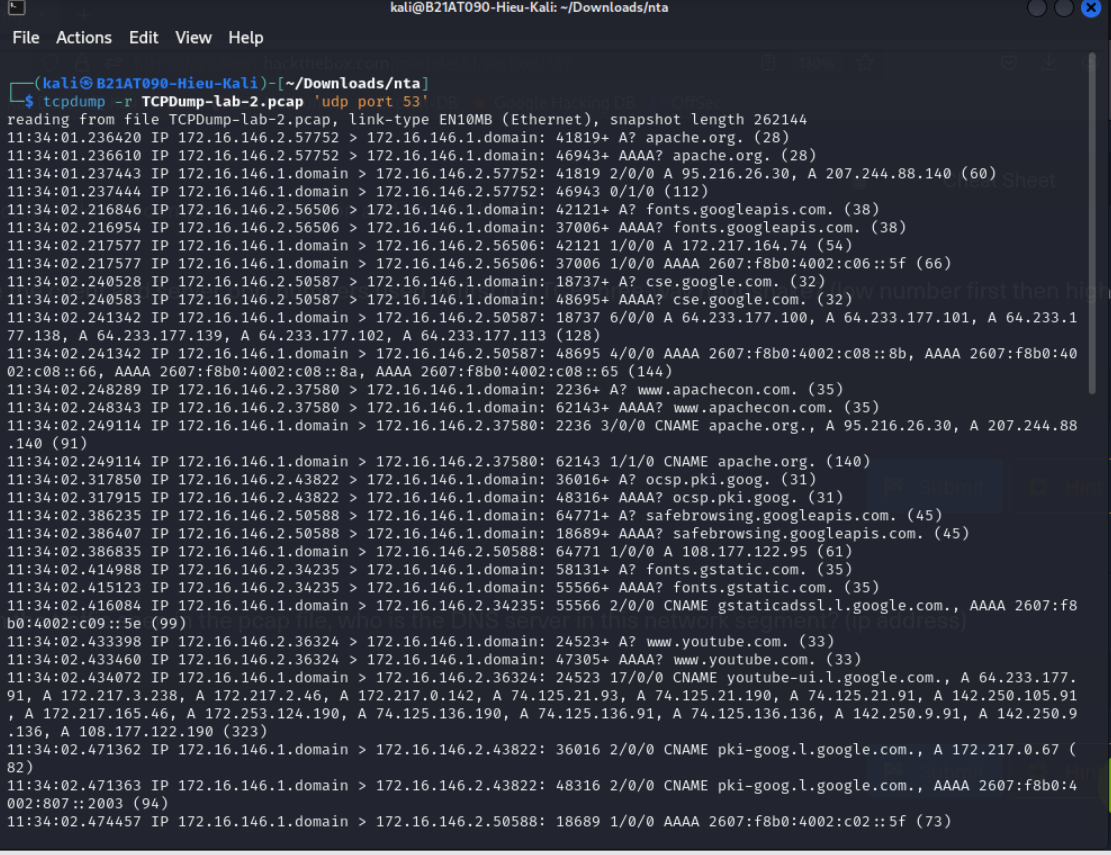 kali@B21AT090-Hieu-Kali: ~/Downloads/nta
File Actions Edit View Help
┌──(kali㉿B21AT090-Hieu-Kali)-[~/Downloads/nta]
└─$ tcpdump -r TCPDump-lab-2.pcap 'udp port 53'
reading from file TCPDump-lab-2.pcap, link-type EN10MB (Ethernet), snapshot length 262144
11:34:01.236420 IP 172.16.146.2.57752 > 172.16.146.1.domain: 41819+ A? apache.org. (28)
11:34:01.236610 IP 172.16.146.2.57752 > 172.16.146.1.domain: 46943+ AAAA? apache.org. (28)
11:34:01.237443 IP 172.16.146.1.domain > 172.16.146.2.57752: 41819 2/0/0 A 95.216.26.30, A 207.244.88.140 (60)
11:34:01.237444 IP 172.16.146.1.domain > 172.16.146.2.57752: 46943 0/1/0 (112)
11:34:02.216846 IP 172.16.146.2.56506 > 172.16.146.1.domain: 42121+ A? fonts.googleapis.com. (38)
11:34:02.216954 IP 172.16.146.2.56506 > 172.16.146.1.domain: 37006+ AAAA? fonts.googleapis.com. (38)
11:34:02.217577 IP 172.16.146.1.domain > 172.16.146.2.56506: 42121 1/0/0 A 172.217.164.74 (54)
11:34:02.217577 IP 172.16.146.1.domain > 172.16.146.2.56506: 37006 1/0/0 AAAA 2607:f8b0:4002:c06::5f (66)
11:34:02.240528 IP 172.16.146.2.50587 > 172.16.146.1.domain: 18737+ A? cse.google.com. (32)
11:34:02.240583 IP 172.16.146.2.50587 > 172.16.146.1.domain: 48695+ AAAA? cse.google.com. (32)
11:34:02.241342 IP 172.16.146.1.domain > 172.16.146.2.50587: 18737 6/0/0 A 64.233.177.100, A 64.233.177.101, A 64.233.1
77.138, A 64.233.177.139, A 64.233.177.102, A 64.233.177.113 (128)
11:34:02.241342 IP 172.16.146.1.domain > 172.16.146.2.50587: 48695 4/0/0 AAAA 2607:f8b0:4002:c08::8b, AAAA 2607:f8b0:40
02:c08::66, AAAA 2607:f8b0:4002:c08::8a, AAAA 2607:f8b0:4002:c08::65 (144)
11:34:02.248289 IP 172.16.146.2.37580 > 172.16.146.1.domain: 2236+ A? www.apachecon.com. (35)
11:34:02.248343 IP 172.16.146.2.37580 > 172.16.146.1.domain: 62143+ AAAA? www.apachecon.com. (35)
11:34:02.249114 IP 172.16.146.1.domain > 172.16.146.2.37580: 2236 3/0/0 CNAME apache.org., A 95.216.26.30, A 207.244.88
.140 (91)
11:34:02.249114 IP 172.16.146.1.domain > 172.16.146.2.37580: 62143 1/1/0 CNAME apache.org. (140)
11:34:02.317850 IP 172.16.146.2.43822 > 172.16.146.1.domain: 36016+ A? ocsp.pki.goog. (31)
11:34:02.317915 IP 172.16.146.2.43822 > 172.16.146.1.domain: 48316+ AAAA? ocsp.pki.goog. (31)
11:34:02.386235 IP 172.16.146.2.50588 > 172.16.146.1.domain: 64771+ A? safebrowsing.googleapis.com. (45)
11:34:02.386407 IP 172.16.146.2.50588 > 172.16.146.1.domain: 18689+ AAAA? safebrowsing.googleapis.com. (45)
11:34:02.386835 IP 172.16.146.1.domain > 172.16.146.2.50588: 64771 1/0/0 A 108.177.122.95 (61)
11:34:02.414988 IP 172.16.146.2.34235 > 172.16.146.1.domain: 58131+ A? fonts.gstatic.com. (35)
11:34:02.415123 IP 172.16.146.2.34235 > 172.16.146.1.domain: 55566+ AAAA? fonts.gstatic.com. (35)
11:34:02.416084 IP 172.16.146.1.domain > 172.16.146.2.34235: 55566 2/0/0 CNAME gstaticadssl.l.google.com., AAAA 2607:f8
b0:4002:c09::5e (99)
11:34:02.433398 IP 172.16.146.2.36324 > 172.16.146.1.domain: 24523+ A? www.youtube.com. (33)
11:34:02.433460 IP 172.16.146.2.36324 > 172.16.146.1.domain: 47305+ AAAA? www.youtube.com. (33)
11:34:02.434072 IP 172.16.146.1.domain > 172.16.146.2.36324: 24523 17/0/0 CNAME youtube-ui.l.google.com., A 64.233.177.
91, A 172.217.3.238, A 172.217.2.46, A 172.217.0.142, A 74.125.21.93, A 74.125.21.190, A 74.125.21.91, A 142.250.105.91
, A 172.217.165.46, A 172.253.124.190, A 74.125.136.190, A 74.125.136.91, A 74.125.136.136, A 142.250.9.91, A 142.250.9
.136, A 108.177.122.190 (323)
11:34:02.471362 IP 172.16.146.1.domain > 172.16.146.2.43822: 36016 2/0/0 CNAME pki-goog.l.google.com., A 172.217.0.67 (
82)
11:34:02.471363 IP 172.16.146.1.domain > 172.16.146.2.43822: 48316 2/0/0 CNAME pki-goog.l.google.com., AAAA 2607:f8b0:4
002:807::2003 (94)
11:34:02.474457 IP 172.16.146.1.domain > 172.16.146.2.50588: 18689 1/0/0 AAAA 2607:f8b0:4002:c02::5f (73)